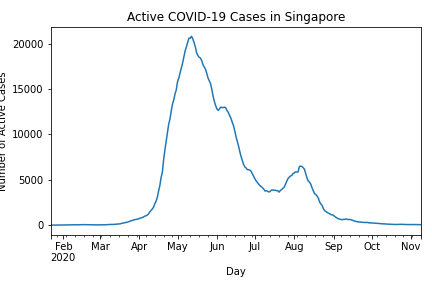 Active COVID-19 Cases in Singapore
Number of Active Cases
20000
15000
10000
5000
0
Feb Mar Apr May Jun Jul Aug Sep Oct Nov
2020
Day